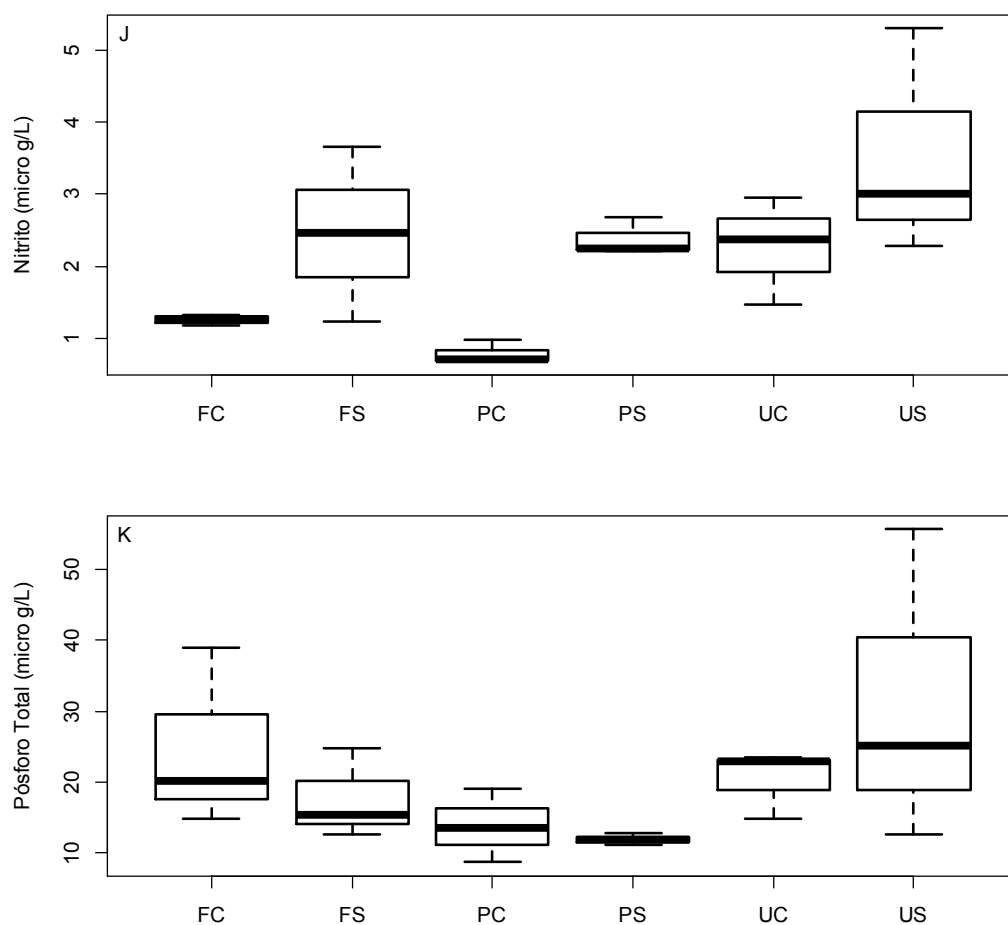 J
Nitrito (micro g/L)
5
4
3
2
1
FC FS PC PS UC US
K
Pósforo Total (micro g/L)
50
40
30
20
10
FC FS PC PS UC US